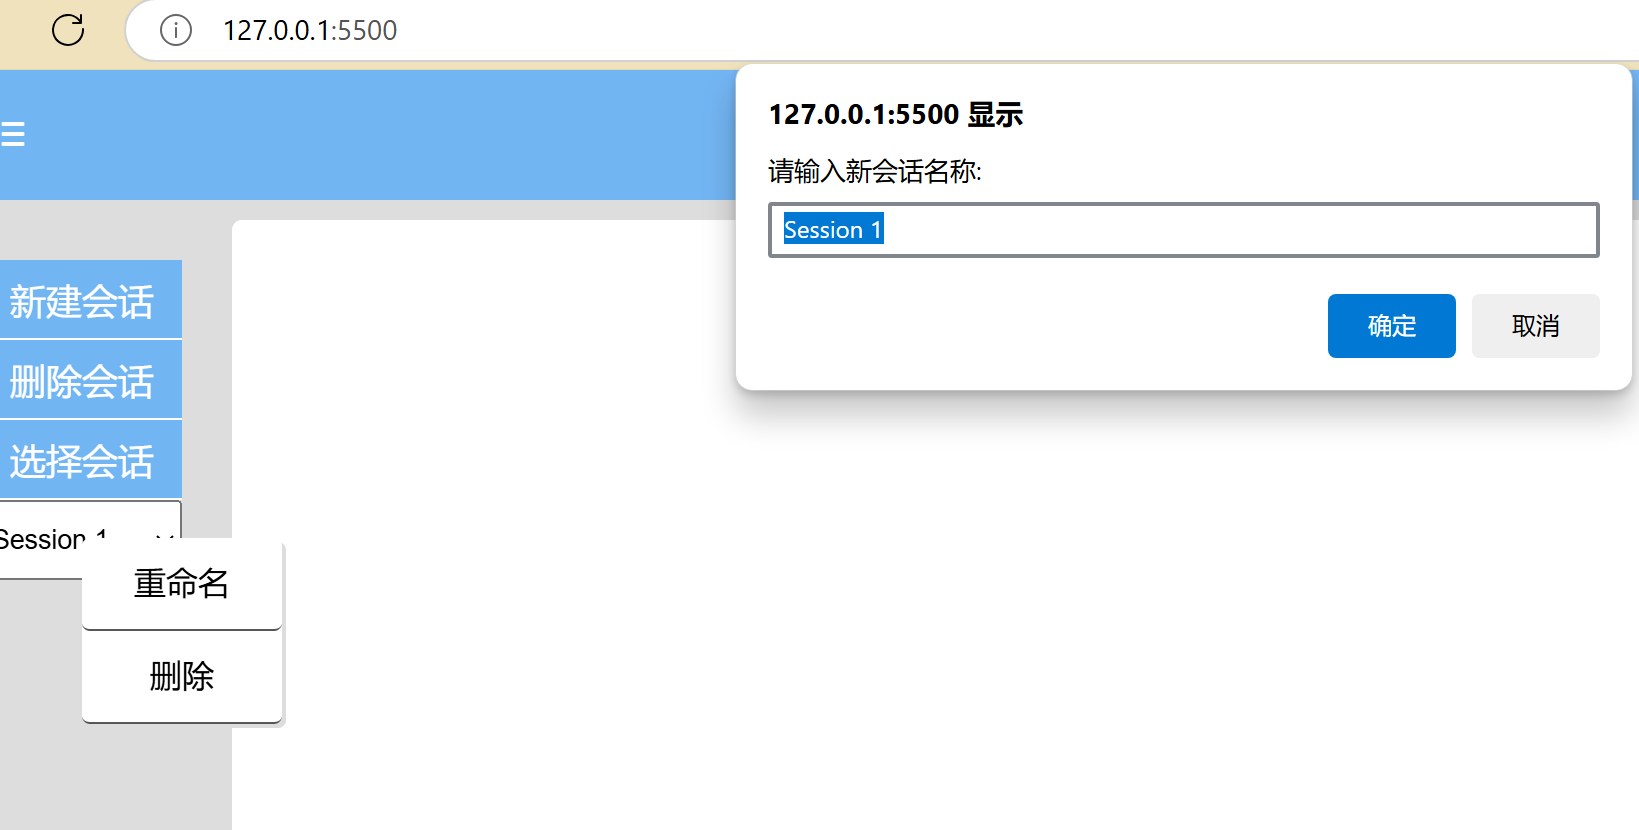 127.0.0.1:5500
127.0.0.1:5500 显示
请输入新会话名称:
Session 1
确定
取消
新建会话
删除会话
选择会话
Session 1
重命名
删除